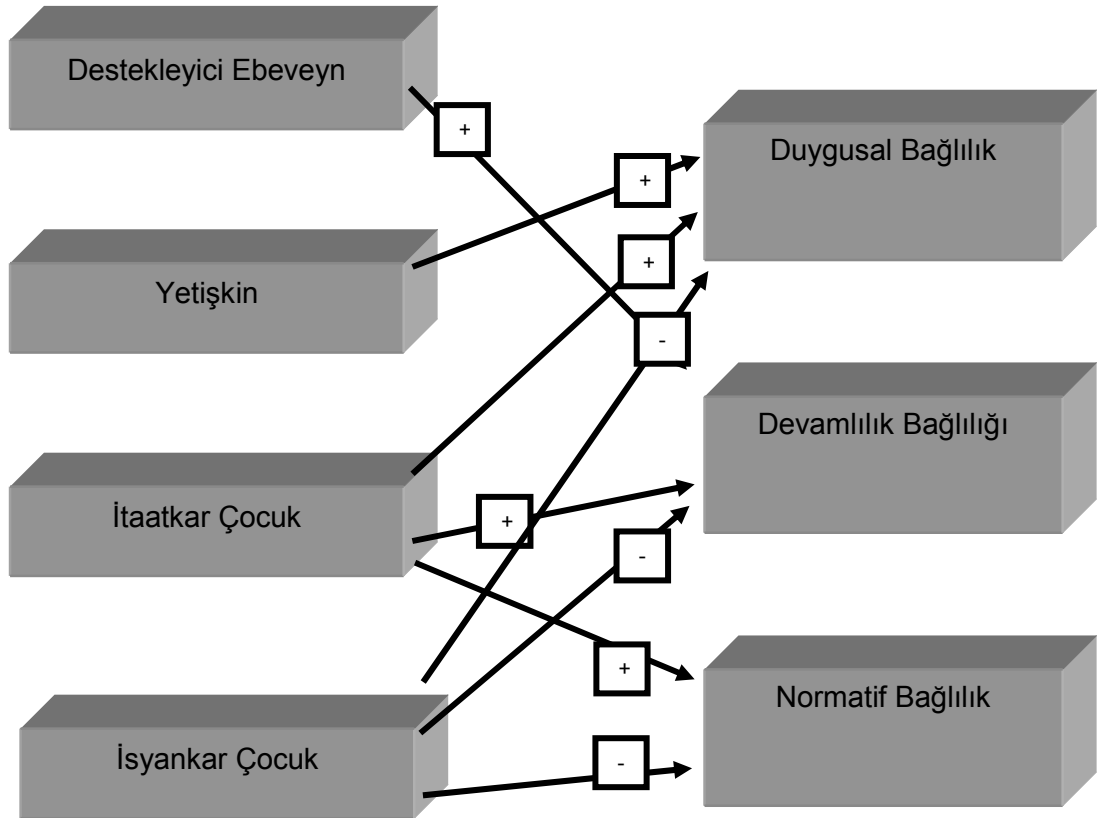 Destekleyici Ebeveyn
+
Duygusal Bağlılık
+
Yetişkin
+
-
Devamlılık Bağlılığı
İtaatkar Çocuk
+
-
+
Normatif Bağlılık
İsyankar Çocuk
-